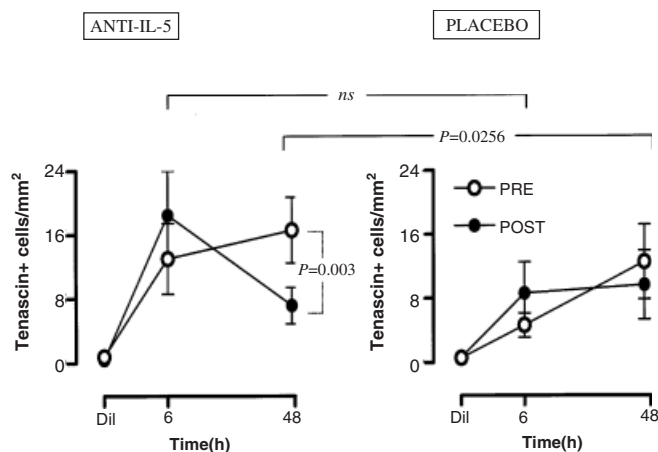 ANTI-IL-5
PLACEBO
ns
P=0.0256
24
16
8
0
Tenascin+ cells/mm²
P=0.003
Dil
6
48
Time(h)
24
16
8
0
Tenascin+ cells/mm²
PRE
POST
Dil
6
48
Time(h)